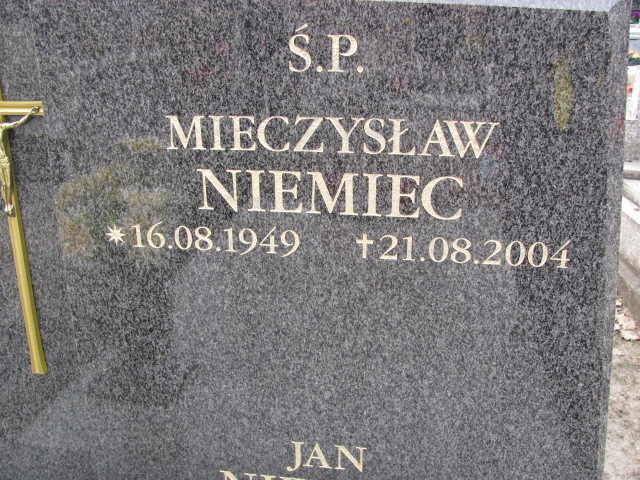 Ś.P.
MIECZYSŁAW
NIEMIEC
*16.08.1949 †21.08.2004
JAN